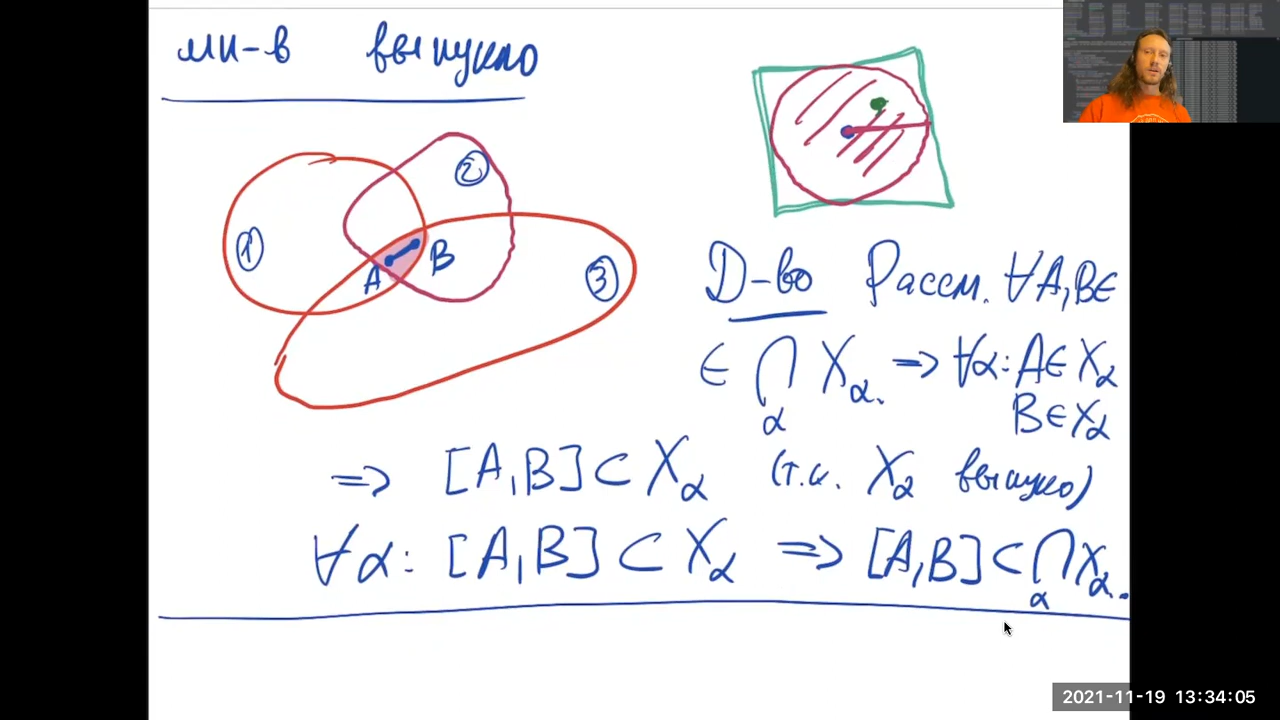 мн-в выпукло
① ② ③
A B
Д-во Рассм. ∀A,B∈
∈ ⋂ Xα. ⇒ ∀α: A∈Xα
α B∈Xα
⇒ [A,B] ⊂ Xα (т.к. Xα выпукло)
∀α: [A,B] ⊂ Xα ⇒ [A,B] ⊂ ⋂ Xα.
α
2021-11-19 13:34:05